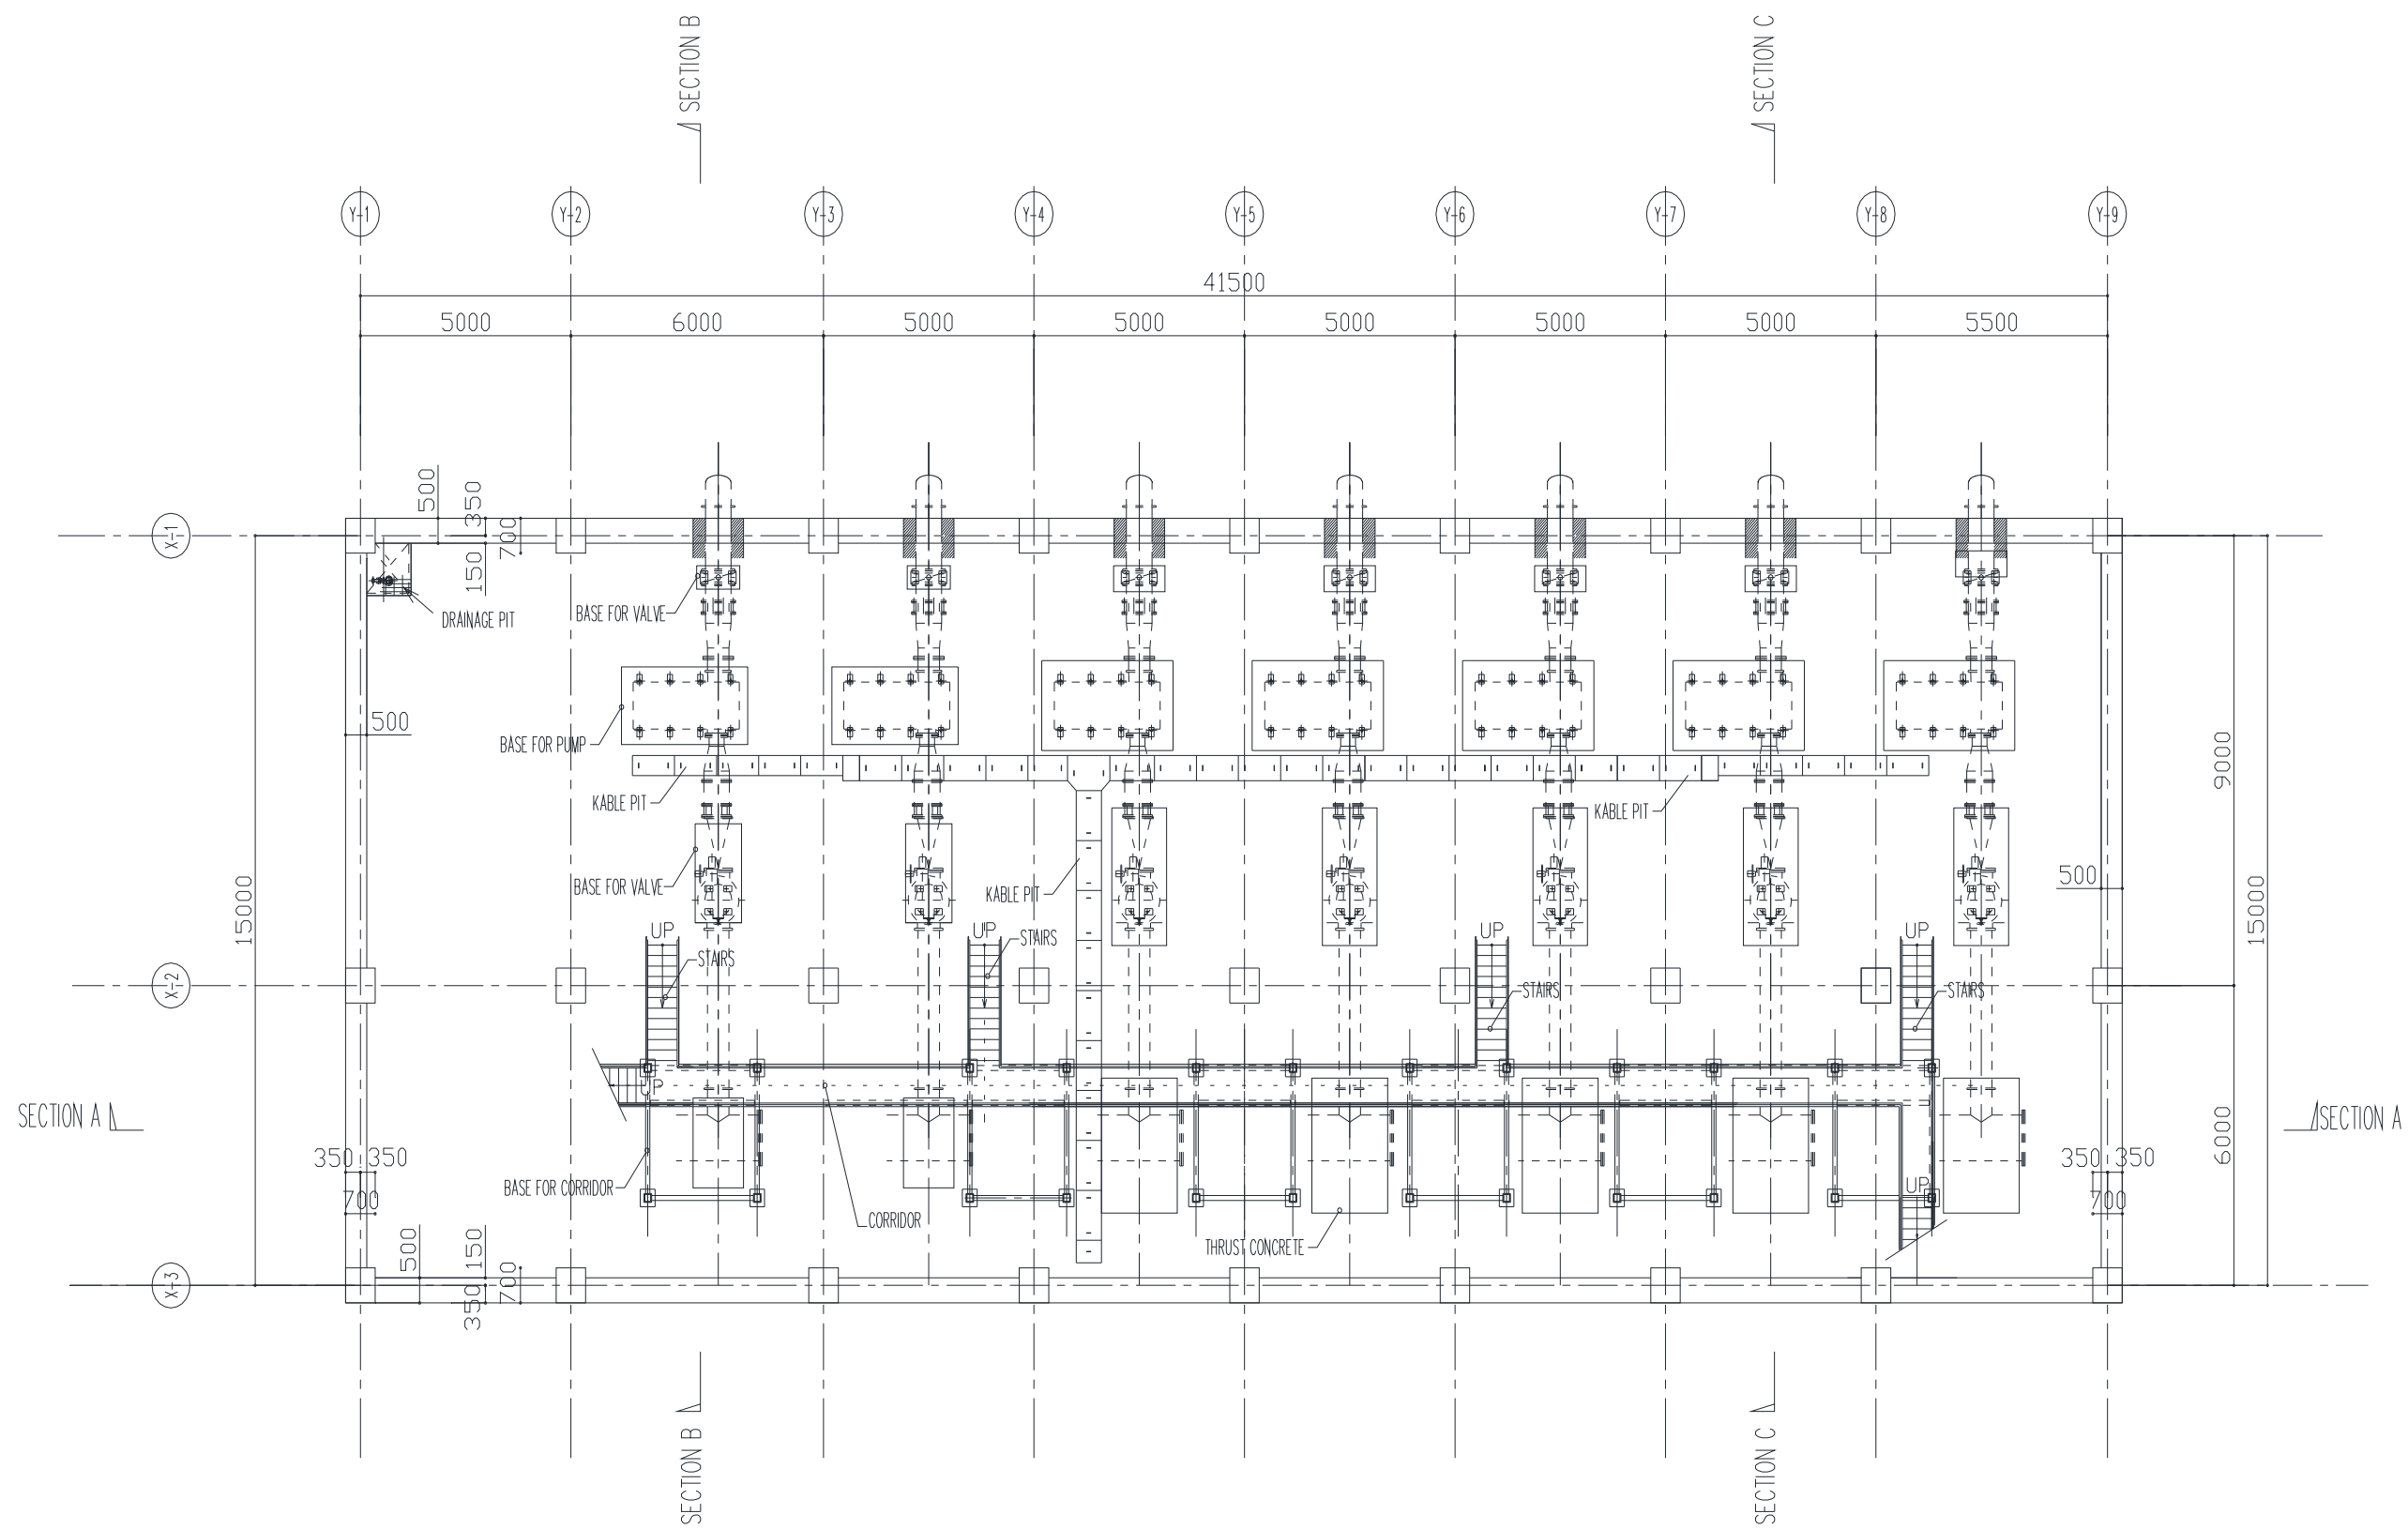 SECTION B
SECTION C
Y-1
Y-2
Y-3
Y-4
Y-5
Y-6
Y-7
Y-8
Y-9
41500
5000
6000
5000
5000
5000
5000
5000
5500
500
350
700
150
X-1
DRAINAGE PIT
BASE FOR VALVE
500
BASE FOR PUMP
KABLE PIT
KABLE PIT
9000
BASE FOR VALVE
KABLE PIT
500
15000
15000
UP
UP
UP
UP
STAIRS
STAIRS
STAIRS
STAIRS
X-2
UP
SECTION A
SECTION A
6000
350
350
700
350
350
700
BASE FOR CORRIDOR
UP
CORRIDOR
THRUST CONCRETE
500
150
700
350
X-3
SECTION B
SECTION C